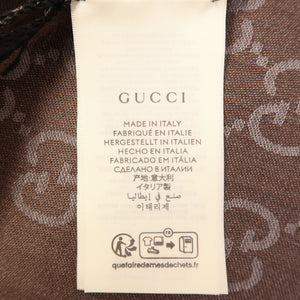 GUCCI
MADE IN ITALY
FABRIQUÉ EN ITALIE
HERGESTELLT IN ITALIEN
HECHO EN ITALIA
FABRICADO EM ITÁLIA
СДЕЛАНО В ИТАЛИИ
产地:意大利
イタリア製
صنع في إيطاليا
이태리제
FR
quefairedemesdechets.fr